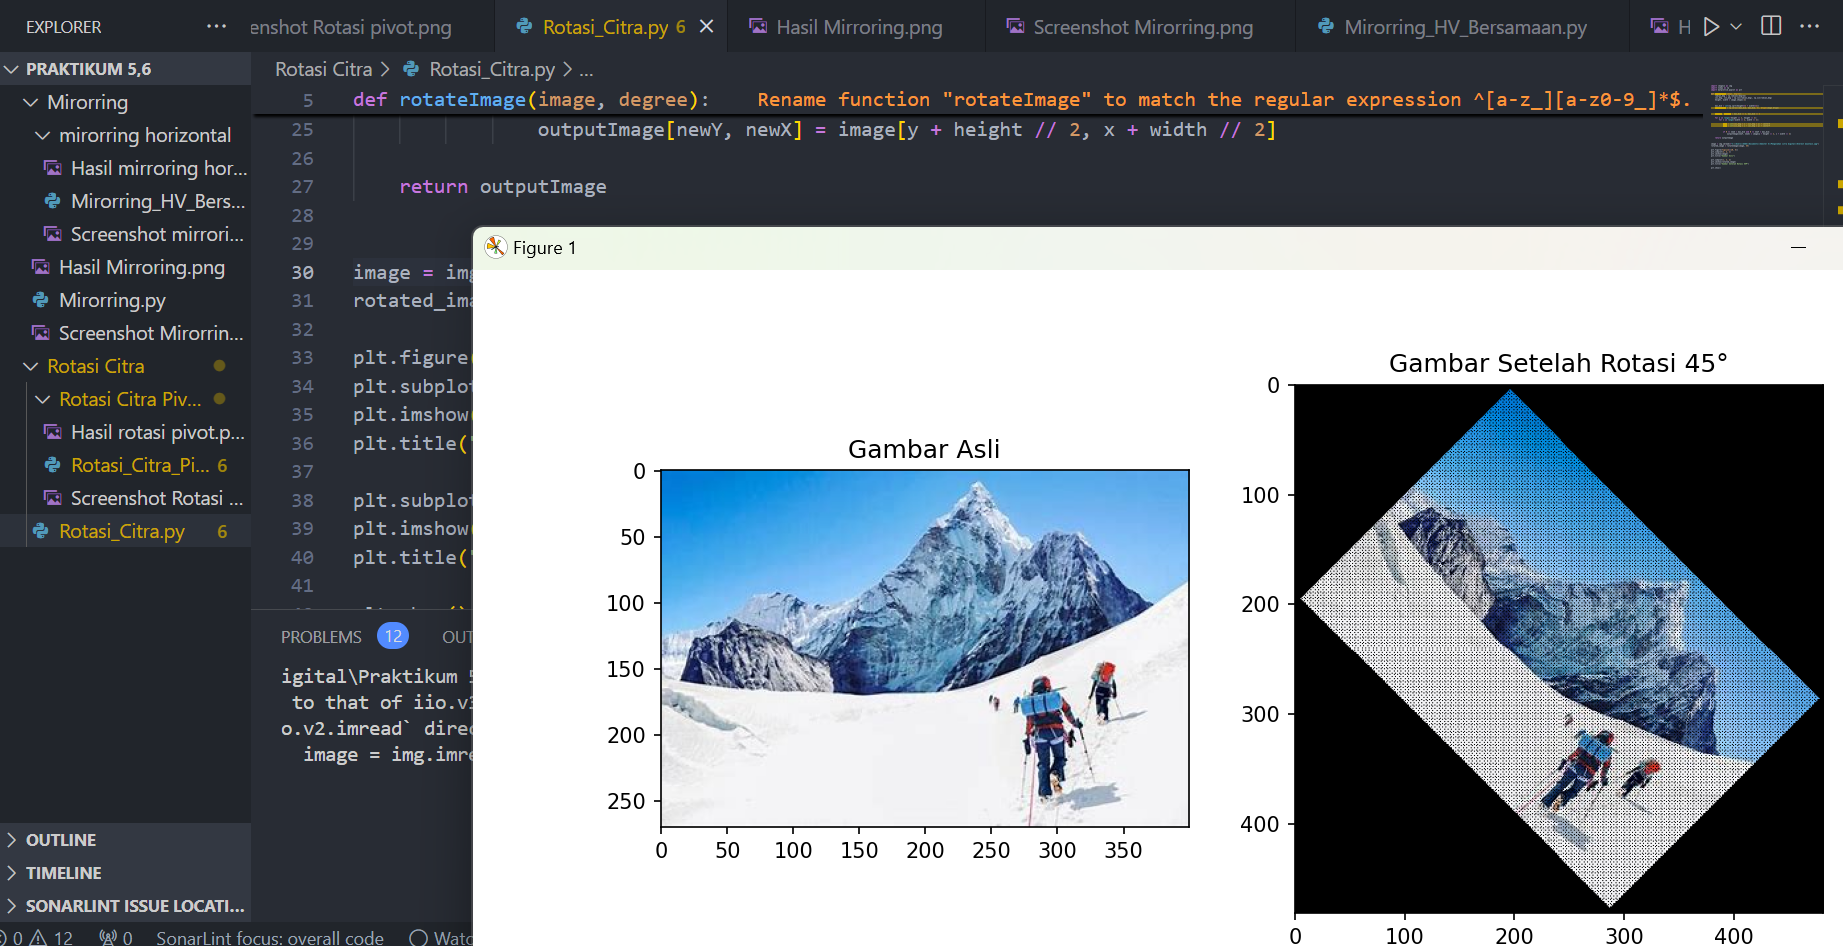 EXPLORER
···
enshot Rotasi pivot.png
Rotasi_Citra.py 6
Hasil Mirroring.png
Screenshot Mirorring.png
Mirorring_HV_Bersamaan.py
H
···
PRAKTIKUM 5,6
Mirorring
mirorring horizontal
Hasil mirroring hor...
Mirorring_HV_Bers...
Screenshot mirrori...
Hasil Mirroring.png
Mirorring.py
Screenshot Mirorrin...
Rotasi Citra
Rotasi Citra Piv...
Hasil rotasi pivot.p...
Rotasi_Citra_Pi... 6
Screenshot Rotasi ...
Rotasi_Citra.py 6
OUTLINE
TIMELINE
SONARLINT ISSUE LOCATI...
Rotasi Citra > Rotasi_Citra.py > ...
5 def rotateImage(image, degree): Rename function "rotateImage" to match the regular expression ^[a-z_][a-z0-9_]*$.
25 outputImage[newY, newX] = image[y + height // 2, x + width // 2]
26
27 return outputImage
28
29
30 image = img
31 rotated_ima
32
33 plt.figure(
34 plt.subplot
35 plt.imshow(
36 plt.title('
37
38 plt.subplot
39 plt.imshow(
40 plt.title('
41
PROBLEMS 12 OUT
igital\Praktikum 5
to that of iio.v3
o.v2.imread` direc
image = img.imre
Figure 1
Gambar Asli
0
50
100
150
200
250
0 50 100 150 200 250 300 350
Gambar Setelah Rotasi 45°
0
100
200
300
400
0 100 200 300 400
0 12 0 SonarLint focus: overall code Watc